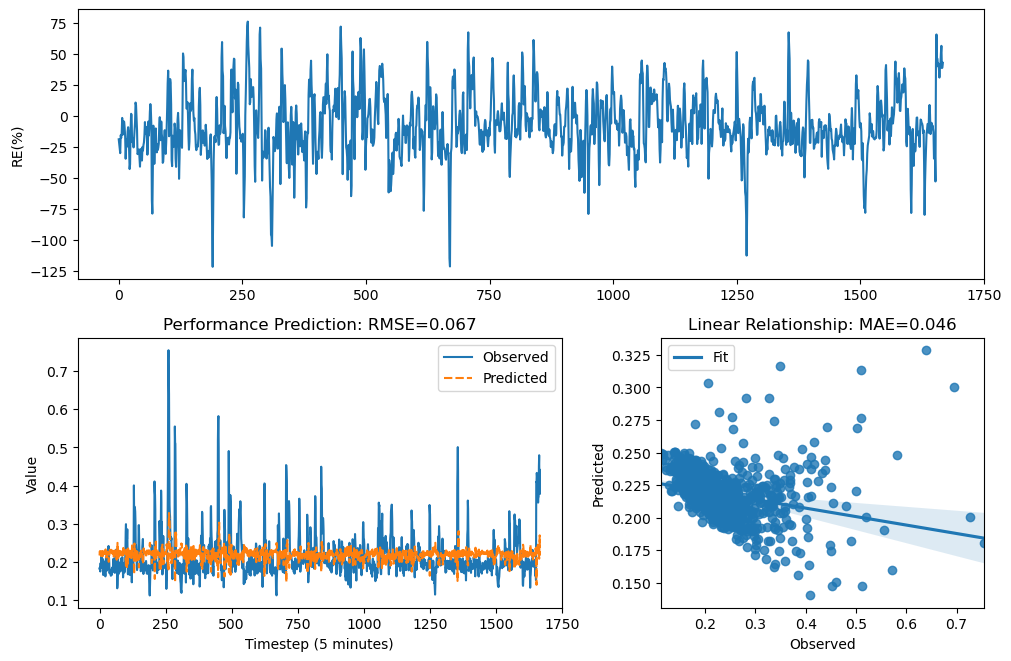 75
50
25
0
−25
−50
−75
−100
−125
RE(%)
0 250 500 750 1000 1250 1500 1750
Performance Prediction: RMSE=0.067
Observed
Predicted
0.7
0.6
0.5
0.4
0.3
0.2
0.1
Value
0 250 500 750 1000 1250 1500 1750
Timestep (5 minutes)
Linear Relationship: MAE=0.046
Fit
0.325
0.300
0.275
0.250
0.225
0.200
0.175
0.150
Predicted
0.2 0.3 0.4 0.5 0.6 0.7
Observed